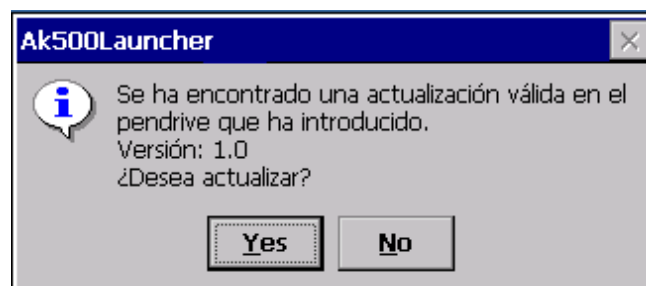 Ak500Launcher
Se ha encontrado una actualización válida en el
pendrive que ha introducido.
Versión: 1.0
¿Desea actualizar?
Yes
No